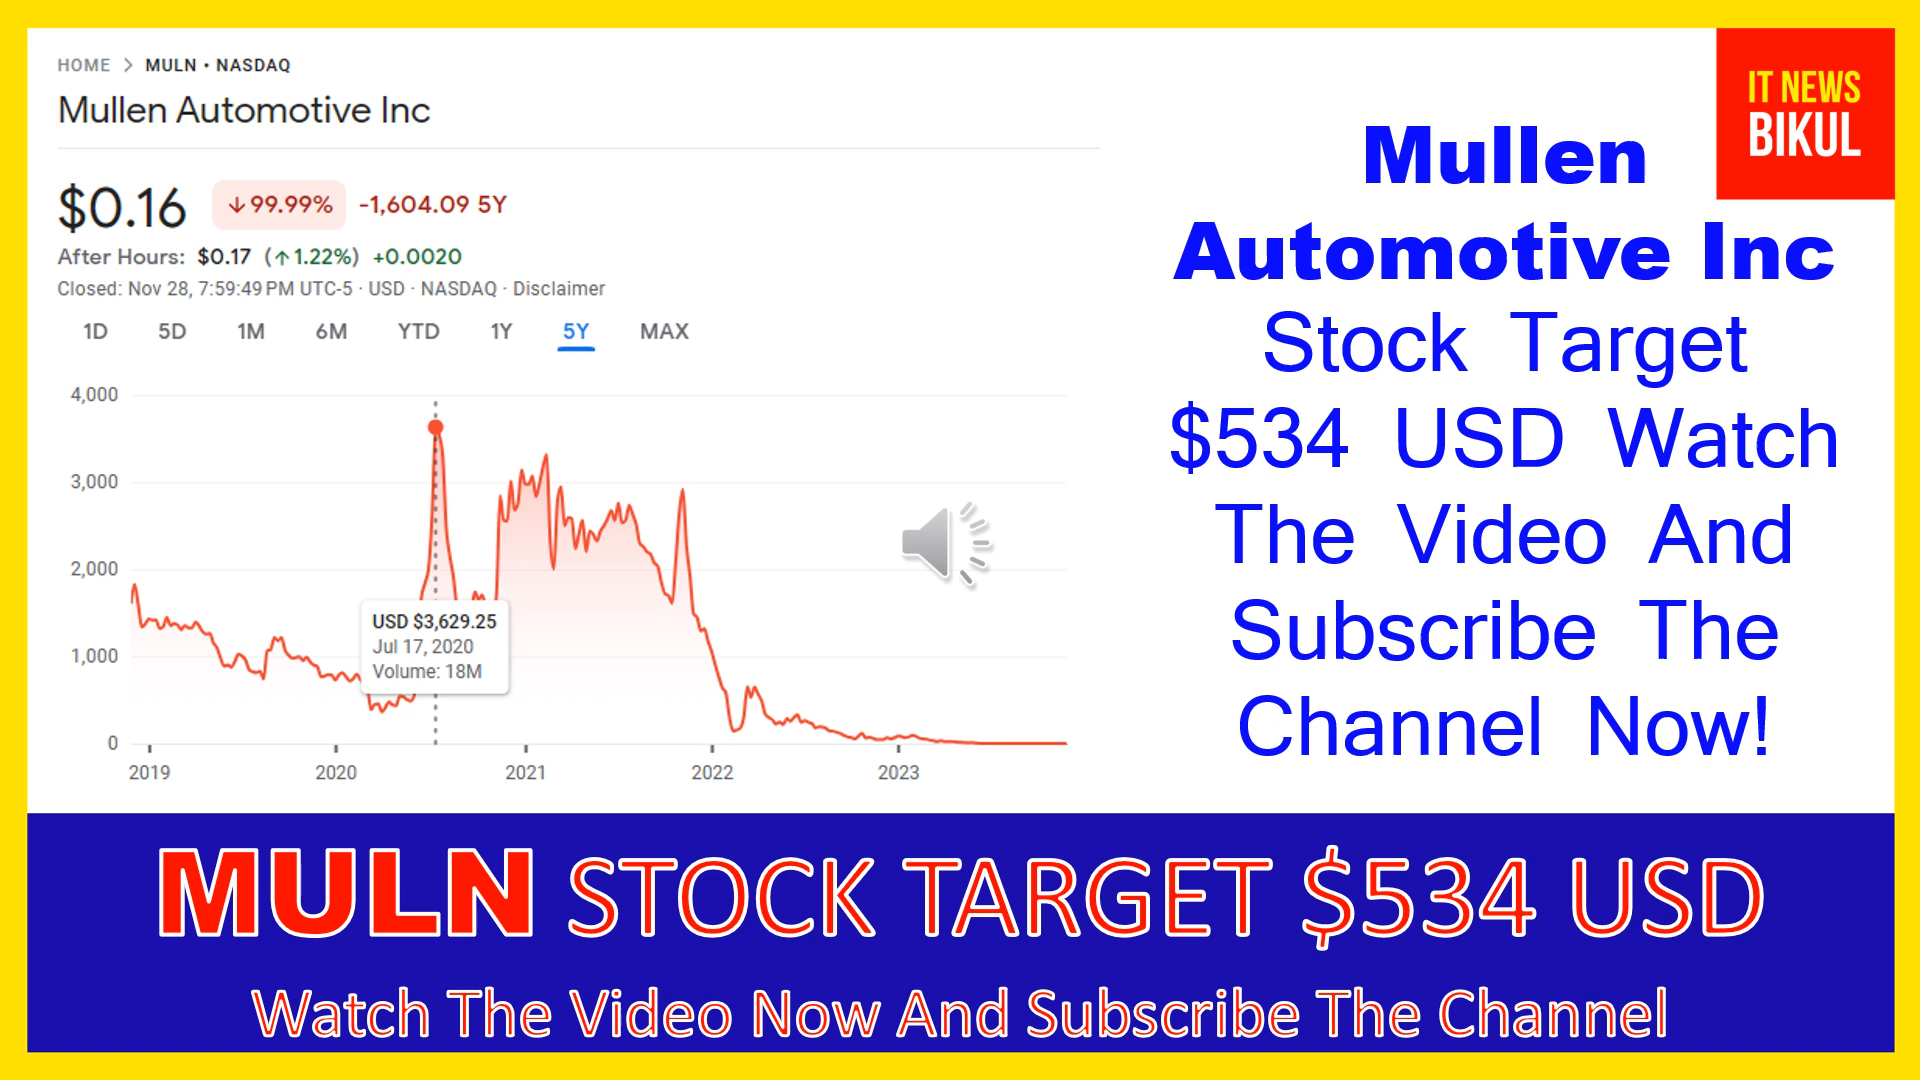 HOME > MULN • NASDAQ
Mullen Automotive Inc
$0.16 ↓99.99% -1,604.09 5Y
After Hours: $0.17 (↑1.22%) +0.0020
Closed: Nov 28, 7:59:49 PM UTC-5 · USD · NASDAQ · Disclaimer
1D 5D 1M 6M YTD 1Y 5Y MAX
4,000
3,000
2,000
1,000
0
USD $3,629.25
Jul 17, 2020
Volume: 18M
2019 2020 2021 2022 2023
IT NEWS
BIKUL
Mullen
Automotive Inc
Stock Target
$534 USD Watch
The Video And
Subscribe The
Channel Now!
MULN STOCK TARGET $534 USD
Watch The Video Now And Subscribe The Channel